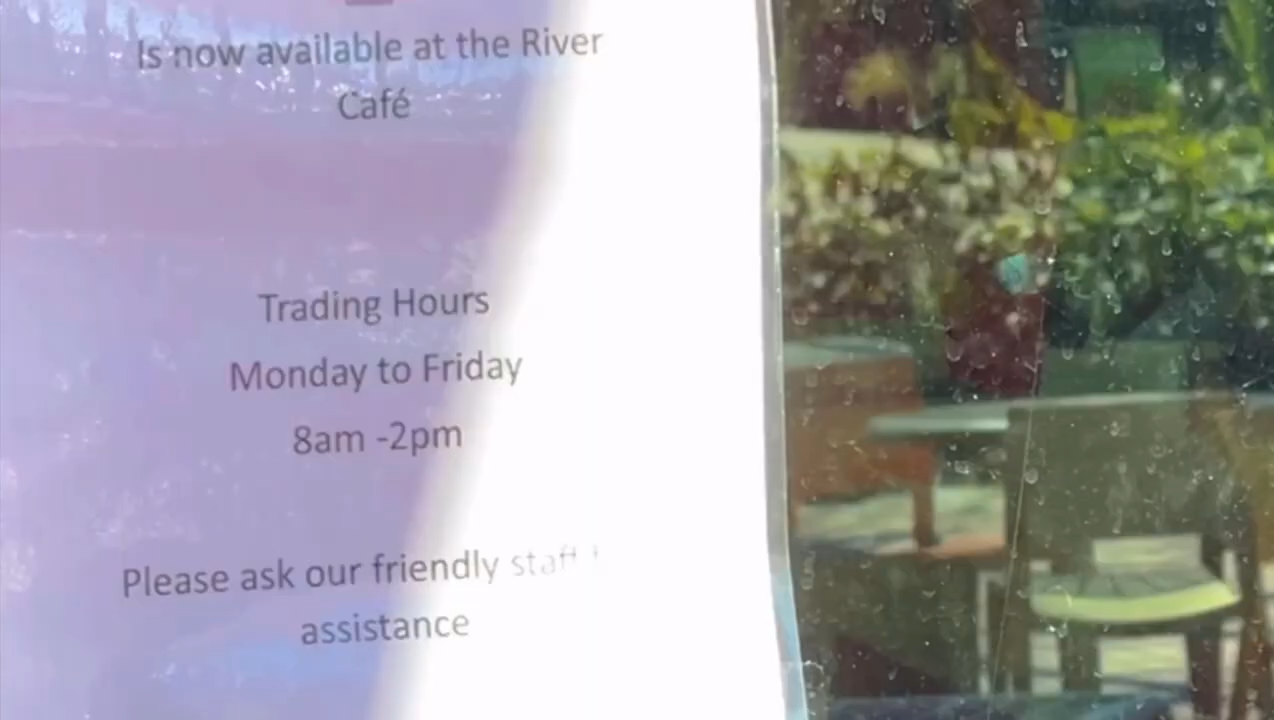 Is now available at the River
Café
Trading Hours
Monday to Friday
8am -2pm
Please ask our friendly staff
assistance